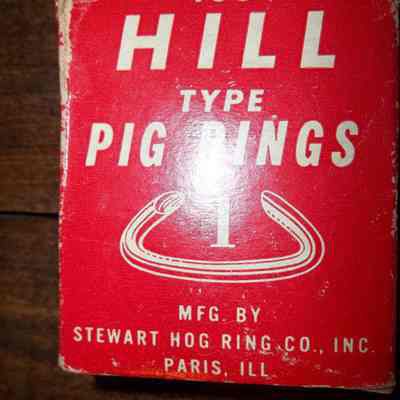 HILL
TYPE
PIG RINGS
1
MFG. BY
STEWART HOG RING CO., INC.
PARIS, ILL.